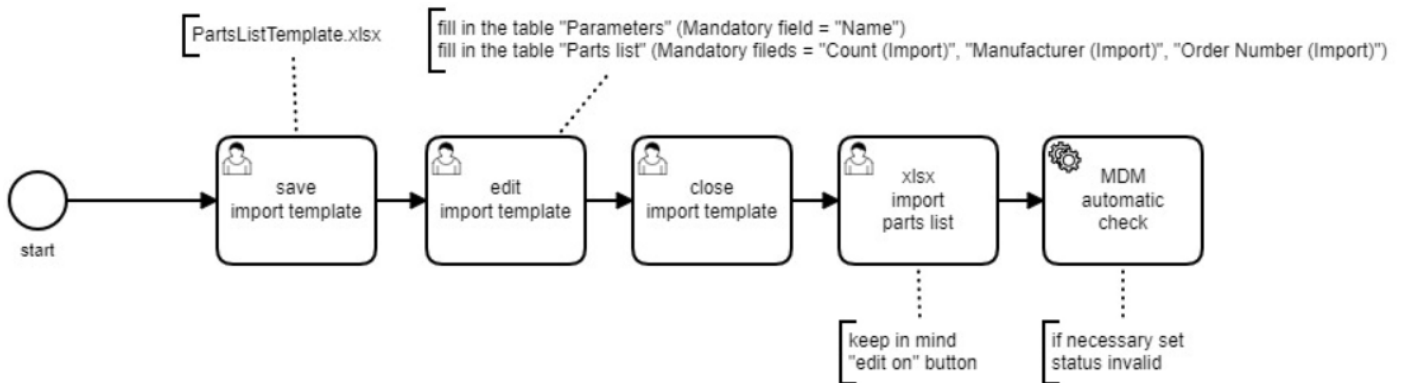 PartsListTemplate.xlsx
fill in the table "Parameters" (Mandatory field = "Name")
fill in the table "Parts list" (Mandatory fileds = "Count (Import)", "Manufacturer (Import)", "Order Number (Import)")
start
save
import template
edit
import template
close
import template
xlsx
import
parts list
MDM
automatic
check
keep in mind
"edit on" button
if necessary set
status invalid